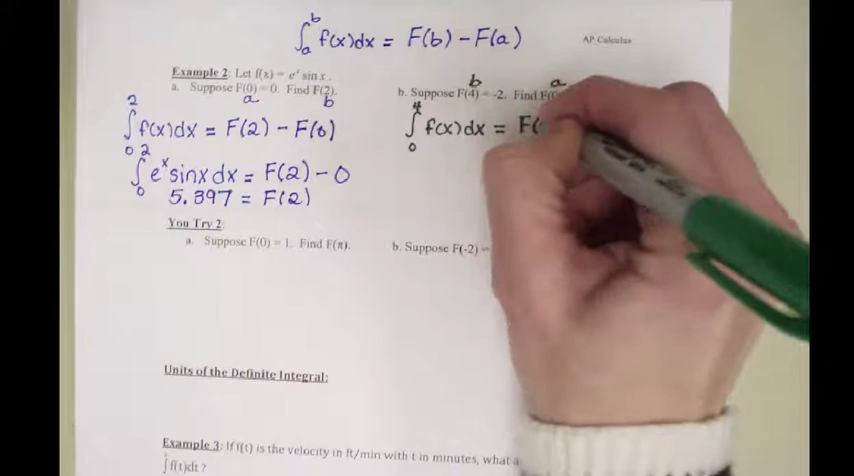 ∫ₐᵇ f(x)dx = F(b) - F(a)
AP Calculus
Example 2: Let f(x) = eˣ sin x.
a. Suppose F(0) = 0. Find F(2).
a b
∫₀² f(x)dx = F(2) - F(0)
∫₀² eˣ sinx dx = F(2) - 0
5.397 = F(2)
b a
b. Suppose F(4) = -2. Find F(
∫₀⁴ f(x)dx = F(
You Try 2:
a. Suppose F(0) = 1. Find F(π).
b. Suppose F(-2) =
Units of the Definite Integral:
Example 3: If f(t) is the velocity in ft/min with t in minutes, what
∫f(t)dt ?